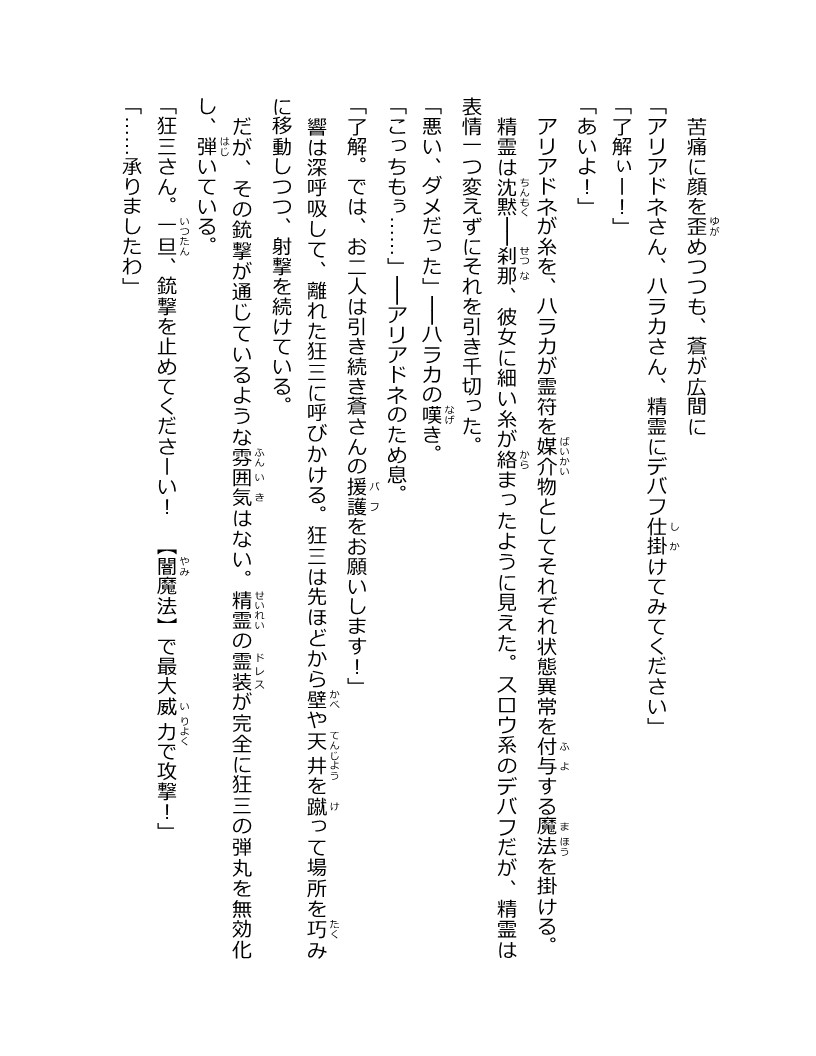 苦痛に顔を歪めつつも、蒼が広間に
「アリアドネさん、ハラカさん、精霊にデバフ仕掛けてみてください」
「了解ぃー！」
「あいよ！」
アリアドネが糸を、ハラカが霊符を媒介物としてそれぞれ状態異常を付与する魔法を掛ける。
精霊は沈黙──刹那、彼女に細い糸が絡まったように見えた。スロウ系のデバフだが、精霊は
表情一つ変えずにそれを引き千切った。
「悪い、ダメだった」──ハラカの嘆き。
「こっちもぅ……」──アリアドネのため息。
「了解。では、お二人は引き続き蒼さんの援護をお願いします！」
響は深呼吸して、離れた狂三に呼びかける。狂三は先ほどから壁や天井を蹴って場所を巧み
に移動しつつ、射撃を続けている。
だが、その銃撃が通じているような雰囲気はない。精霊の霊装が完全に狂三の弾丸を無効化
し、弾いている。
「狂三さん。一旦、銃撃を止めてくださーい！　【闇魔法】で最大威力で攻撃！」
「……承りましたわ」